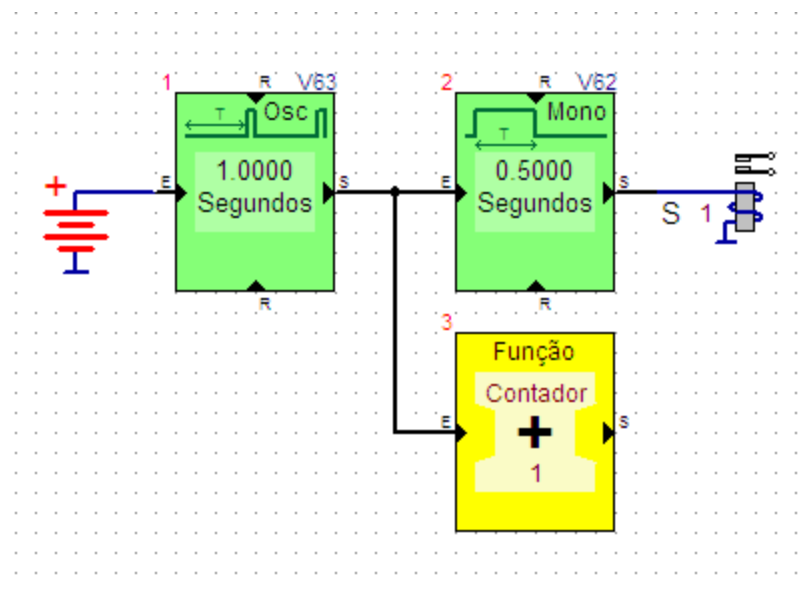 1 R V63
Osc
T
1.0000
Segundos
E S
R
2 R V62
Mono
T
0.5000
Segundos
E S
R
+
S 1
3
Função
Contador
+
1
E S